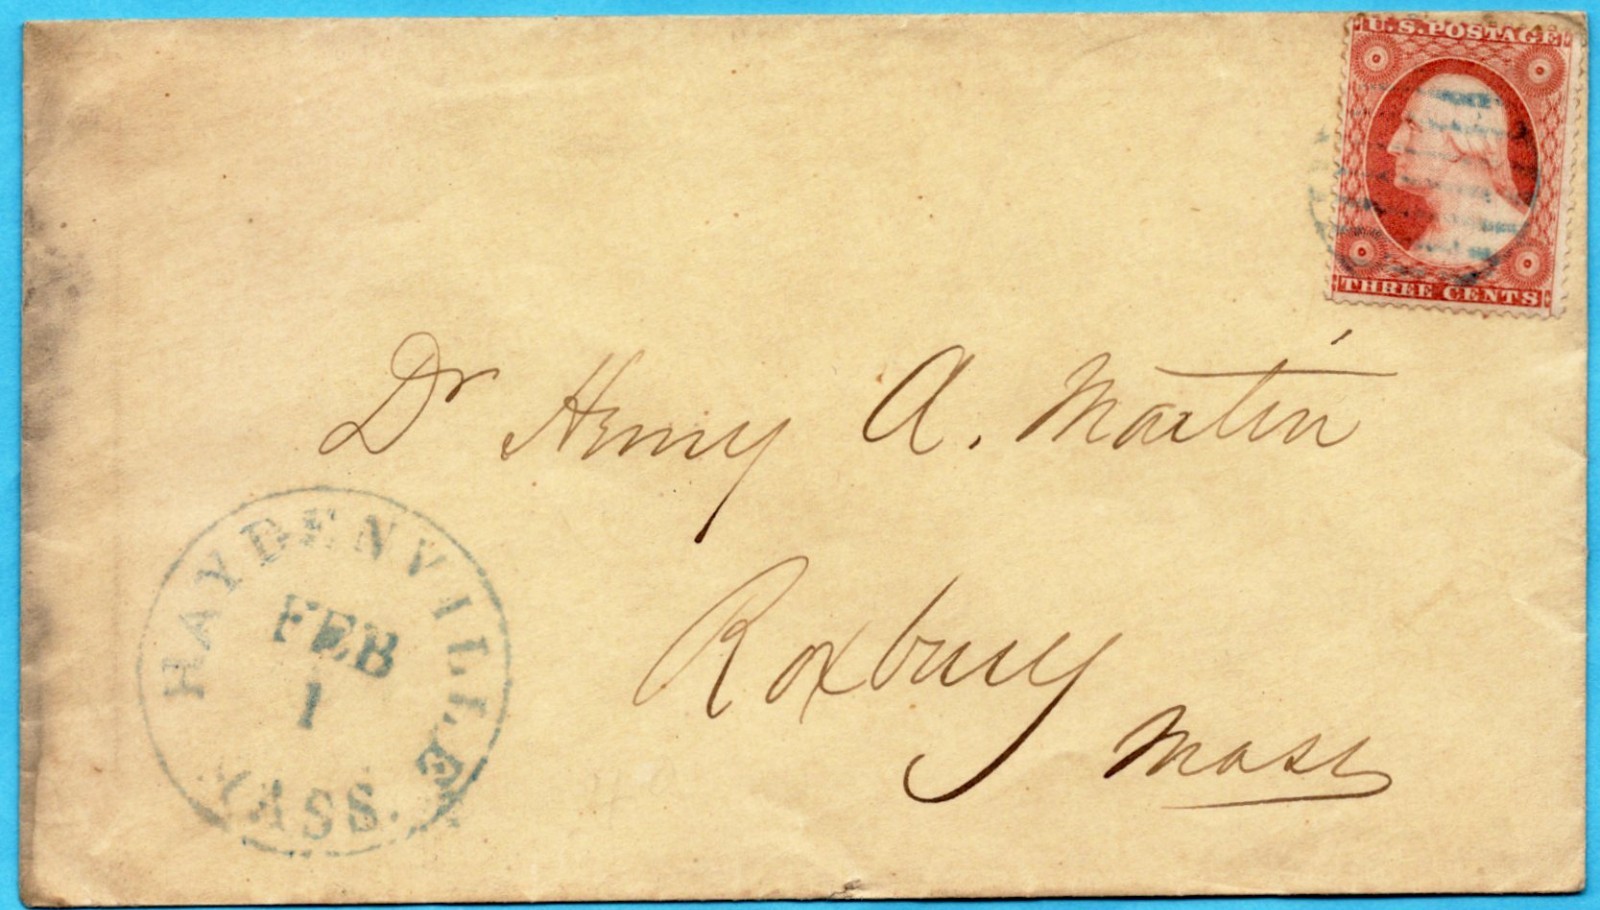 U.S. POSTAGE
THREE CENTS
Dr Henry A. Martin
Roxbury
Mass
HAYDENVILLE
FEB
1
MASS.